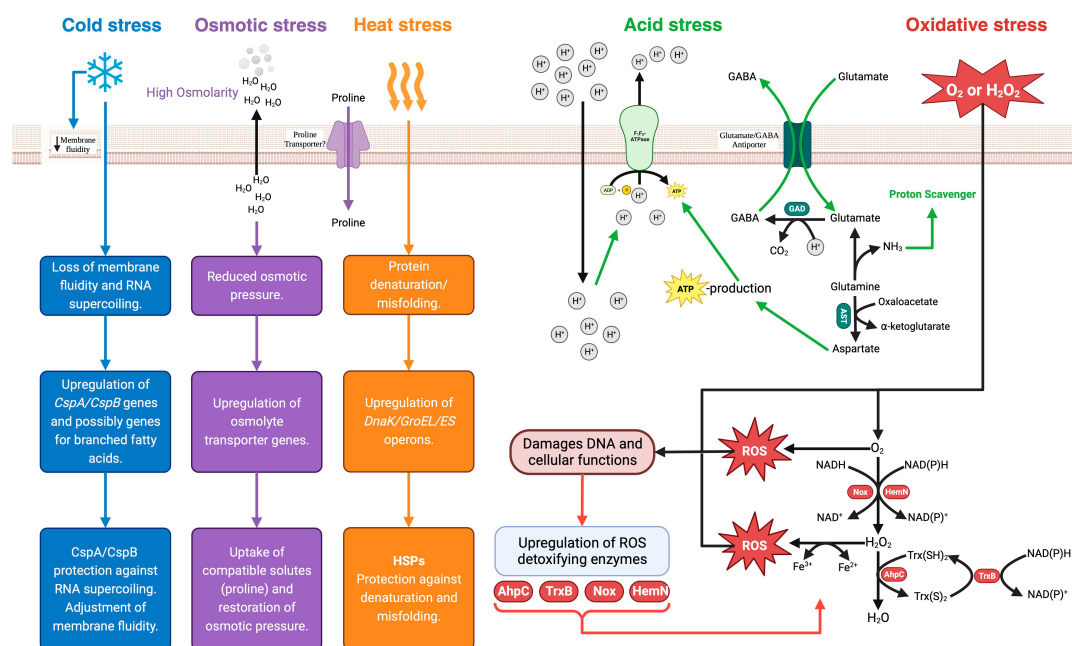 Cold stress
Osmotic stress
Heat stress
Acid stress
Oxidative stress
High Osmolarity
H₂O
H₂O
H₂O
H₂O
H₂O
H₂O
H₂O
H₂O
Membrane
fluidity
Proline
Proline
Transporter?
Proline
Loss of membrane
fluidity and RNA
supercoiling.
Upregulation of
CspA/CspB genes
and possibly genes
for branched fatty
acids.
CspA/CspB
protection against
RNA supercoiling.
Adjustment of
membrane fluidity.
Reduced osmotic
pressure.
Upregulation of
osmolyte
transporter genes.
Uptake of
compatible solutes
(proline) and
restoration of
osmotic pressure.
Protein
denaturation/
misfolding.
Upregulation of
DnaK/GroEL/ES
operons.
HSPs
Protection against
denaturation and
misfolding.
H⁺
H⁺
H⁺
H⁺
H⁺
H⁺
H⁺
H⁺
H⁺
H⁺
H⁺
F₁F₀-
ATPase
ADP + P
H⁺
ATP
H⁺
H⁺
H⁺
H⁺
H⁺
H⁺
H⁺
H⁺
ATP -production
GABA
Glutamate
Glutamate/GABA
Antiporter
GABA
GAD
Glutamate
CO₂
H⁺
Proton Scavenger
NH₃
Glutamine
AST
Oxaloacetate
α-ketoglutarate
Aspartate
O₂ or H₂O₂
O₂
ROS
Damages DNA and
cellular functions
NADH
NAD(P)H
Nox
HemN
NAD⁺
NAD(P)⁺
H₂O₂
ROS
Fe³⁺
Fe²⁺
Trx(SH)₂
NAD(P)H
AhpC
TrxB
Trx(S)₂
NAD(P)⁺
H₂O
Upregulation of ROS
detoxifying enzymes
AhpC
TrxB
Nox
HemN